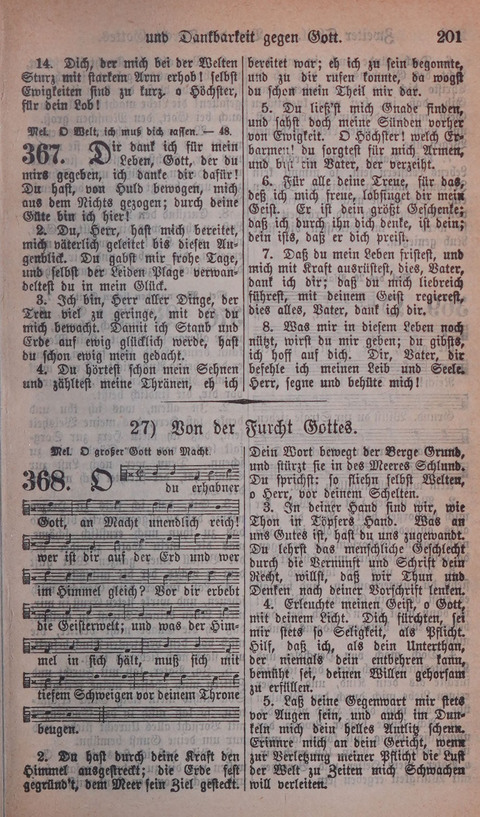 und Dankbarkeit gegen Gott. 201
14. Dich, der mich bei der Welten
Sturz mit starkem Arm erhob! selbst
Ewigkeiten sind zu kurz, o Höchster,
für dein Lob!
Mel. O Welt, ich muß dich lassen. — 48.
367. Dir dank ich für mein
Leben, Gott, der du
mirs gegeben, ich danke dir dafür!
Du hast, von Huld bewogen, mich
aus dem Nichts gezogen; durch deine
Güte bin ich hier!
2. Du, Herr, hast mich bereitet,
mich väterlich geleitet bis diesen Au-
genblick. Du gabst mir frohe Tage,
und selbst der Leiden Plage verwan-
deltest du in mein Glück.
3. Ich bin, Herr aller Dinge, der
Treu viel zu geringe, mit der du
mich bewacht. Damit ich Staub und
Erde auf ewig glücklich werde, hast
du schon ewig mein gedacht.
4. Du hörtest schon mein Sehnen
und zähltest meine Thränen, eh ich
bereitet war; eh ich zu sein begonnte,
und zu dir rufen konnte, da wogst
du schon mein Theil mir dar.
5. Du ließ'st mich Gnade finden,
und sahst doch meine Sünden vorher
von Ewigkeit. O Höchster! welch Er-
barmen! du sorgtest für mich Armen,
und bist ein Vater, der verzeiht.
6. Für alle deine Treue, für das,
deß ich mich freue, lobsinget dir mein
Geist. Er ist dein größt Geschenke;
daß ich durch ihn dich denke, ist dein;
dein ists, daß er dich preist.
7. Daß du mein Leben fristest, und
mich mit Kraft ausrüstest, dies, Vater,
dank ich dir; daß du mich liebreich
führest, mit deinem Geist regierest,
dies alles, Vater, dank ich dir.
8. Was mir in diesem Leben noch
nützt, wirst du mir geben; du gibsts,
ich hoff auf dich. Dir, Vater, dir
befehle ich meinen Leib und Seele.
Herr, segne und behüte mich!
27) Von der Furcht Gottes.
Mel. O großer Gott von Macht
368. O du erhabner
Gott, an Macht unendlich reich!
wer ist dir auf der Erd und wer
im Himmel gleich? Vor dir erbebt
die Geisterwelt; und was der Him-
mel in sich hält, muß sich mit
tiefem Schweigen vor deinem Throne
beugen.
2. Du hast durch deine Kraft den
Himmel ausgestreckt; die Erde fest
gegründ't, dem Meer sein Ziel gesteckt.
Dein Wort bewegt der Berge Grund,
und stürzt sie in des Meeres Schlund.
Du sprichst: so fliehn selbst Welten,
o Herr, vor deinem Schelten.
3. In deiner Hand sind wir, wie
Thon in Töpfers Hand. Was an
uns Gutes ist, hast du uns zugewandt.
Du lehrst das menschliche Geschlecht
durch die Vernunft und Schrift dein
Recht, willst, daß wir Thun und
Denken nach deiner Vorschrift lenken.
4. Erleuchte meinen Geist, o Gott,
mit deinem Licht. Dich fürchten, sei
mir stets so Seligkeit, als Pflicht.
Hilf, daß ich, als dein Unterthan,
der niemals dein entbehren kann,
bemüht sei, deinen Willen gehorsam
zu erfüllen.
5. Laß deine Gegenwart mir stets
vor Augen sein, und auch im Dun-
keln mich dein helles Antlitz scheun.
Erinnre mich an dein Gericht, wenn
zur Verletzung meiner Pflicht die Lust
der Welt zu Zeiten mich Schwachen
will verleiten.